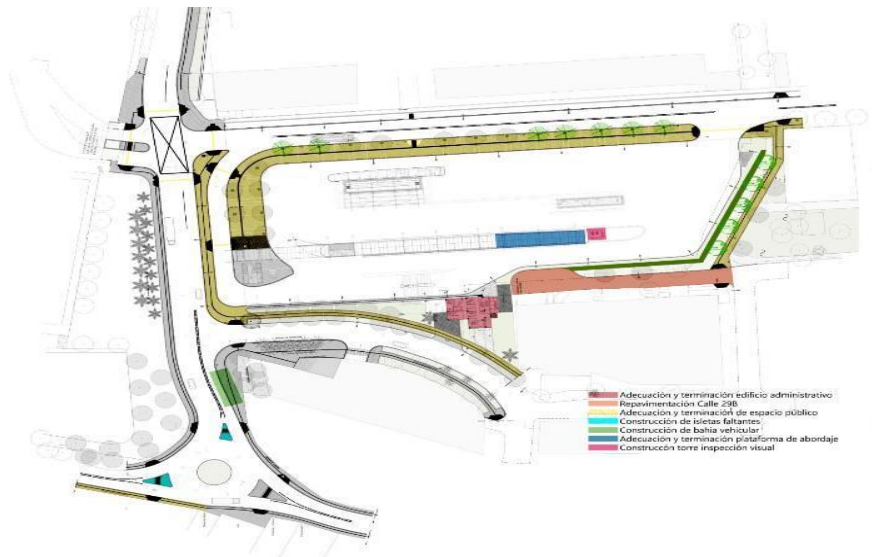 Adecuación y terminación edificio administrativo
Repavimentación Calle 29B
Adecuación y terminación de espacio público
Construcción de isletas faltantes
Construcción de bahia vehicular
Adecuación y terminación plataforma de abordaje
Construccón torre inspección visual